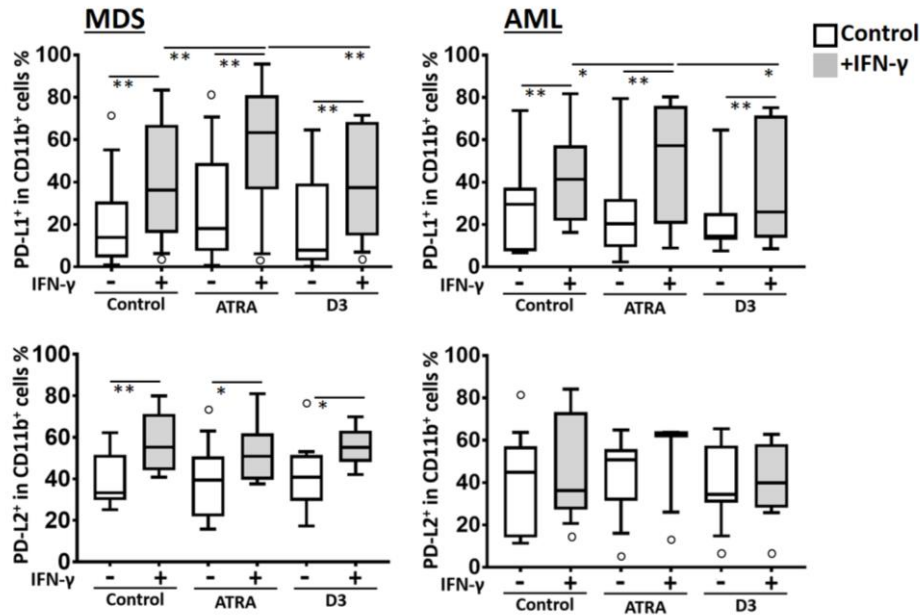 MDS
AML
Control
+IFN-γ
PD-L1⁺ in CD11b⁺ cells %
100
80
60
40
20
0
** ** ** ** **
IFN-γ - + - + - +
Control ATRA D3
PD-L1⁺ in CD11b⁺ cells %
100
80
60
40
20
0
** * ** ** *
IFN-γ - + - + - +
Control ATRA D3
PD-L2⁺ in CD11b⁺ cells %
100
80
60
40
20
0
** * *
IFN-γ - + - + - +
Control ATRA D3
PD-L2⁺ in CD11b⁺ cells %
100
80
60
40
20
0
IFN-γ - + - + - +
Control ATRA D3